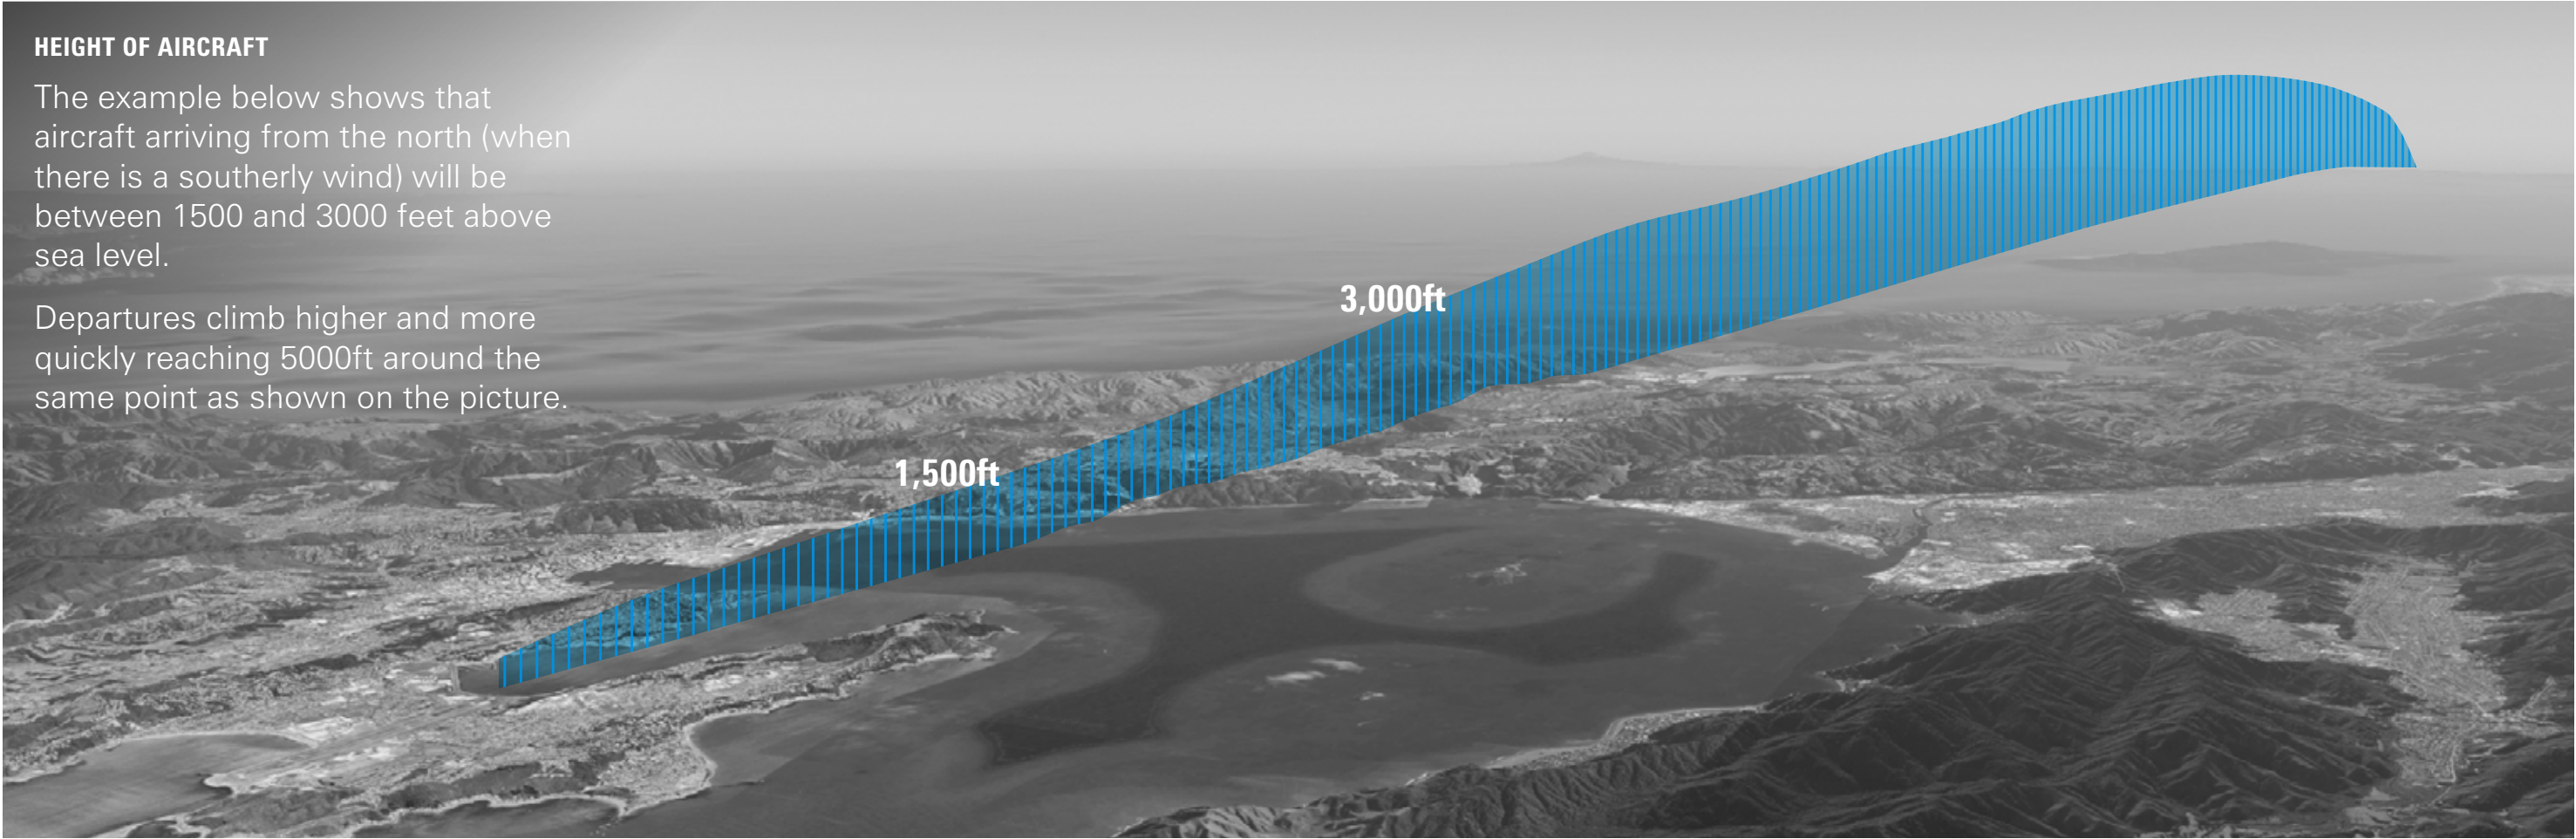 HEIGHT OF AIRCRAFT
The example below shows that
aircraft arriving from the north (when
there is a southerly wind) will be
between 1500 and 3000 feet above
sea level.
Departures climb higher and more
quickly reaching 5000ft around the
same point as shown on the picture.
3,000ft
1,500ft